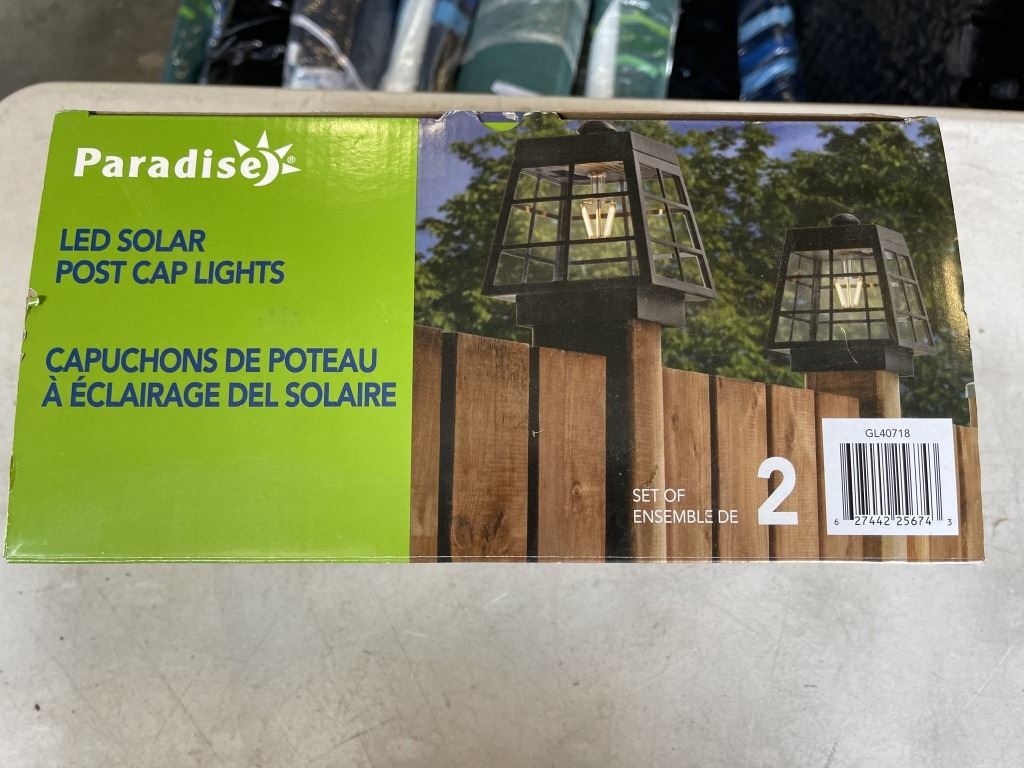 Paradise®
LED SOLAR
POST CAP LIGHTS
CAPUCHONS DE POTEAU
À ÉCLAIRAGE DEL SOLAIRE
SET OF
ENSEMBLE DE
2
GL40718
6 27442 25674 3